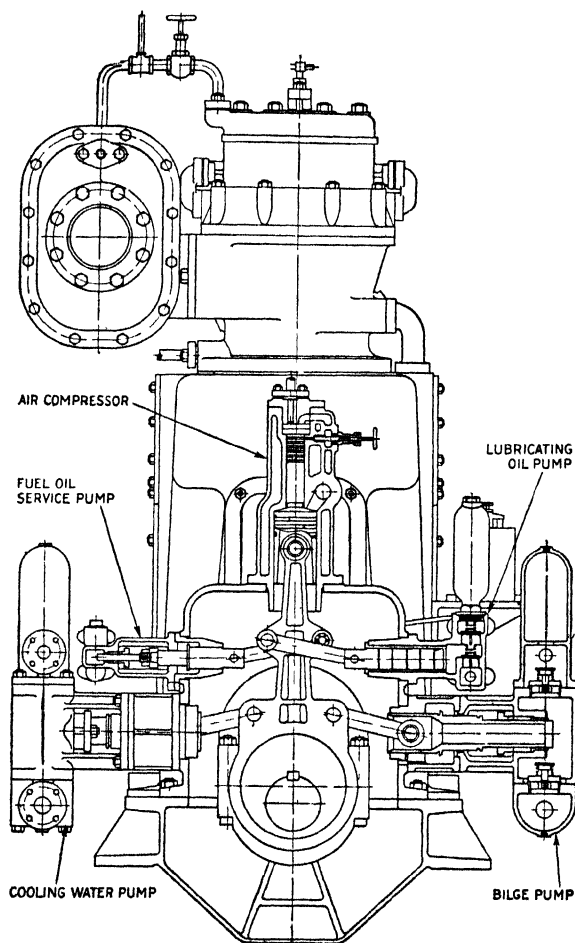 AIR COMPRESSOR
LUBRICATING
OIL PUMP
FUEL OIL
SERVICE PUMP
COOLING WATER PUMP
BILGE PUMP